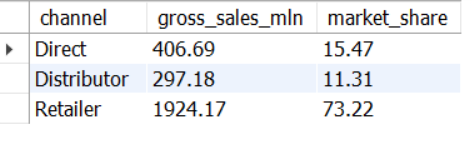 channel gross_sales_mln market_share
Direct 406.69 15.47
Distributor 297.18 11.31
Retailer 1924.17 73.22